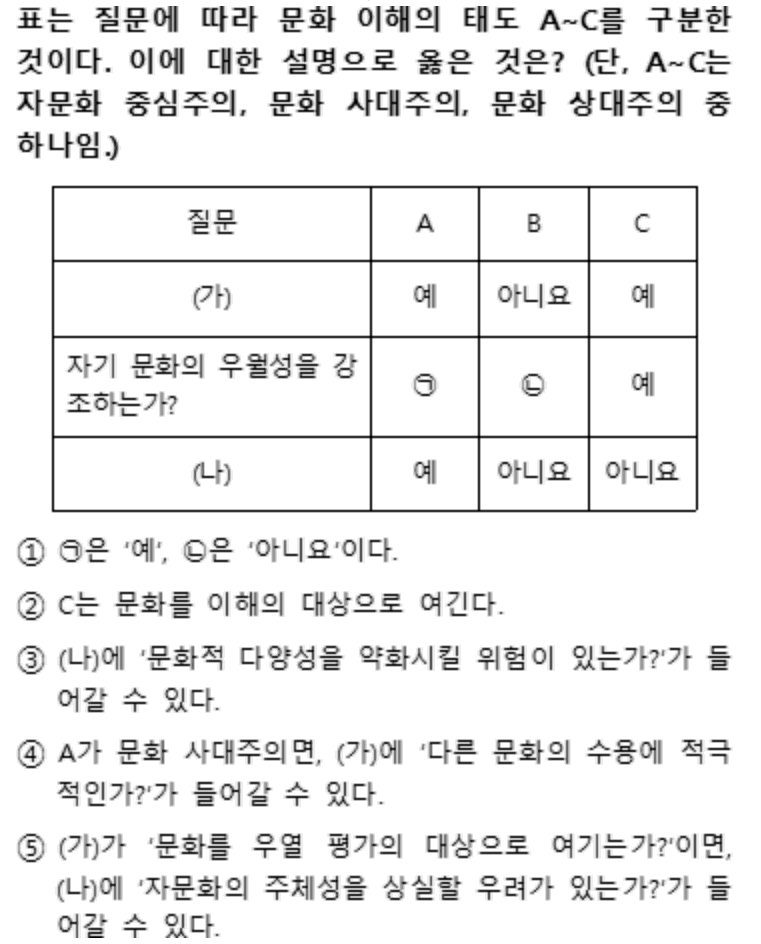 표는 질문에 따라 문화 이해의 태도 A~C를 구분한
것이다. 이에 대한 설명으로 옳은 것은? (단, A~C는
자문화 중심주의, 문화 사대주의, 문화 상대주의 중
하나임.)
질문 A B C
(가) 예 아니요 예
자기 문화의 우월성을 강
조하는가? ㉠ ㉡ 예
(나) 예 아니요 아니요
① ㉠은 '예', ㉡은 '아니요'이다.
② C는 문화를 이해의 대상으로 여긴다.
③ (나)에 '문화적 다양성을 약화시킬 위험이 있는가?'가 들
어갈 수 있다.
④ A가 문화 사대주의면, (가)에 '다른 문화의 수용에 적극
적인가?'가 들어갈 수 있다.
⑤ (가)가 '문화를 우열 평가의 대상으로 여기는가?'이면,
(나)에 '자문화의 주체성을 상실할 우려가 있는가?'가 들
어갈 수 있다.